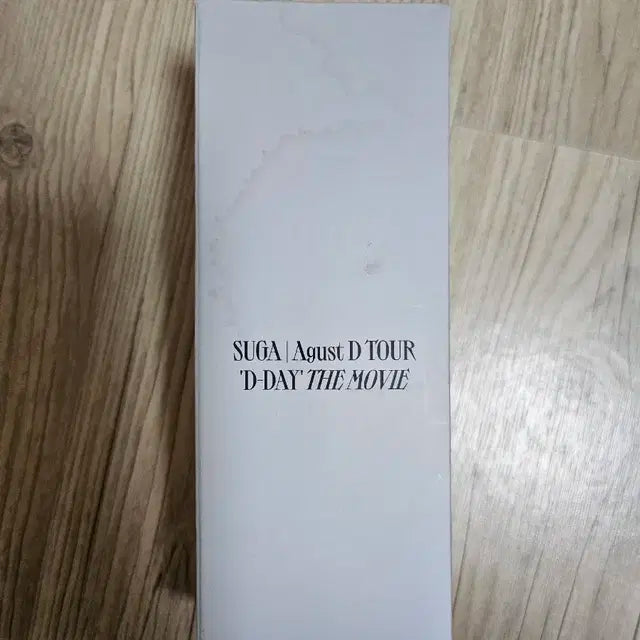 SUGA | Agust D TOUR
'D-DAY' THE MOVIE